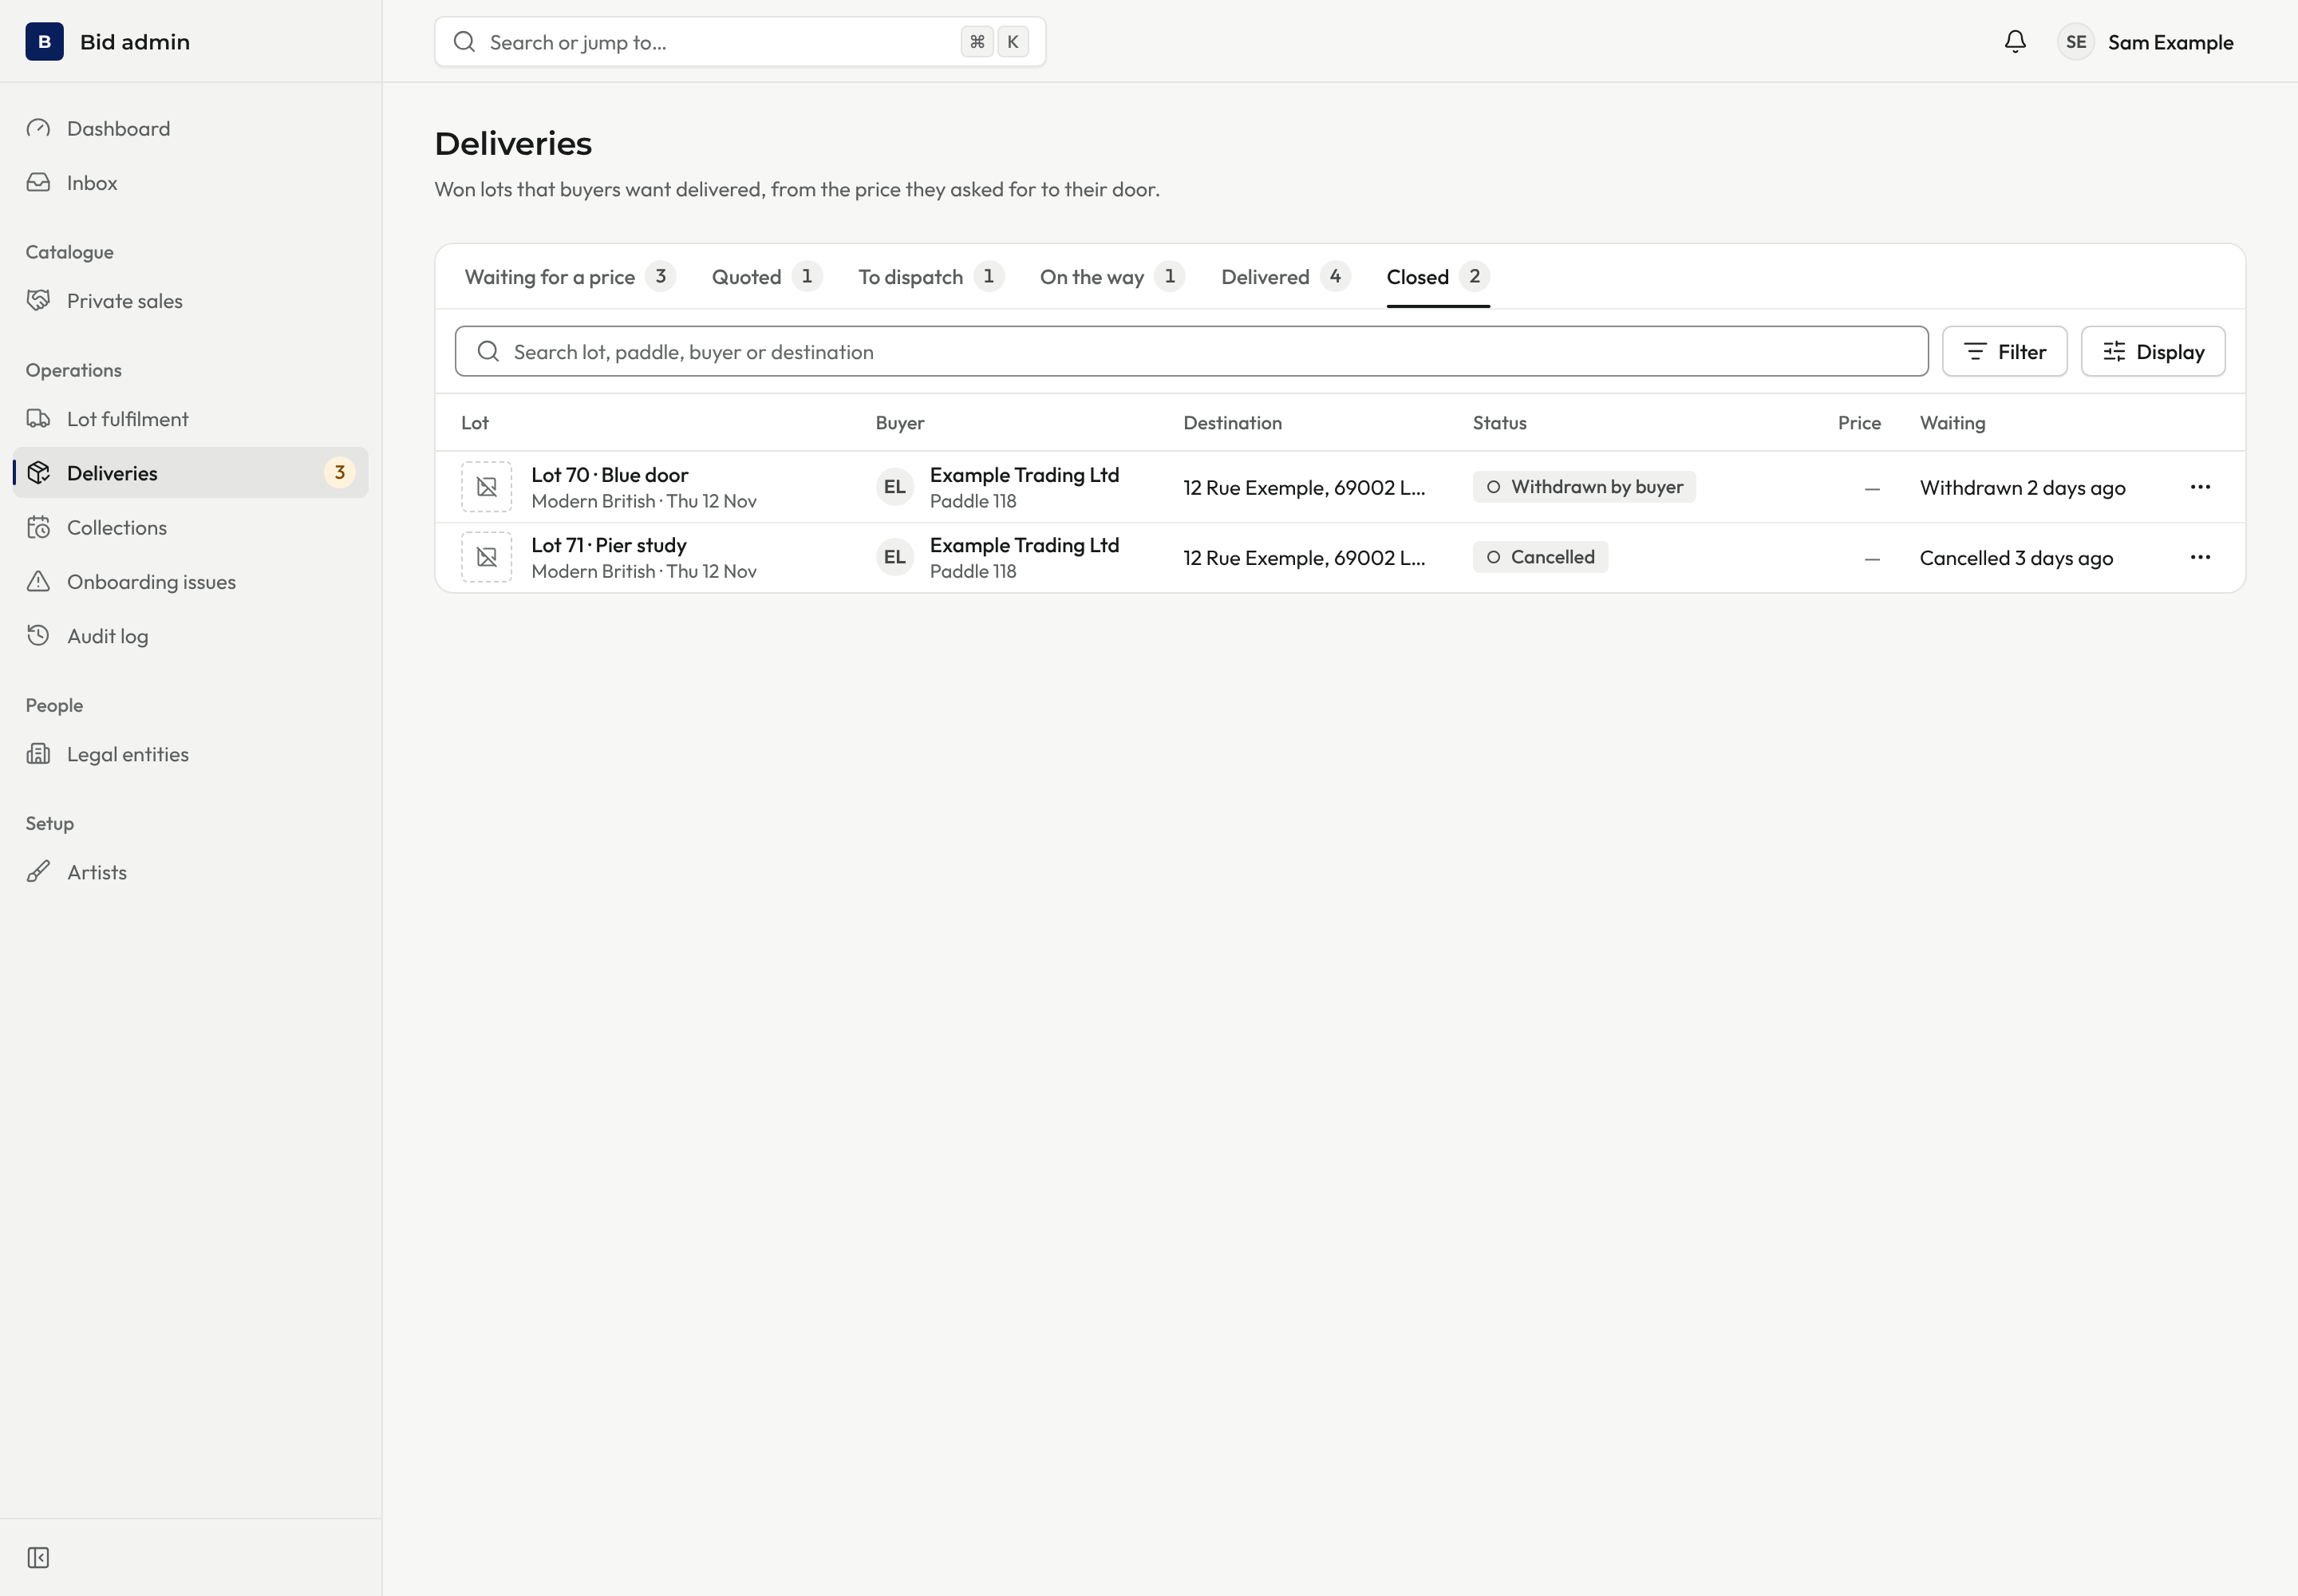 B Bid admin
Search or jump to...
⌘ K
SE Sam Example
Dashboard
Inbox
Catalogue
Private sales
Operations
Lot fulfilment
Deliveries 3
Collections
Onboarding issues
Audit log
People
Legal entities
Setup
Artists
Deliveries
Won lots that buyers want delivered, from the price they asked for to their door.
Waiting for a price 3 Quoted 1 To dispatch 1 On the way 1 Delivered 4 Closed 2
Search lot, paddle, buyer or destination
Filter Display
Lot Buyer Destination Status Price Waiting
Lot 70 · Blue door
Modern British · Thu 12 Nov
EL Example Trading Ltd
Paddle 118
12 Rue Exemple, 69002 L...
Withdrawn by buyer
—
Withdrawn 2 days ago
Lot 71 · Pier study
Modern British · Thu 12 Nov
EL Example Trading Ltd
Paddle 118
12 Rue Exemple, 69002 L...
Cancelled
—
Cancelled 3 days ago